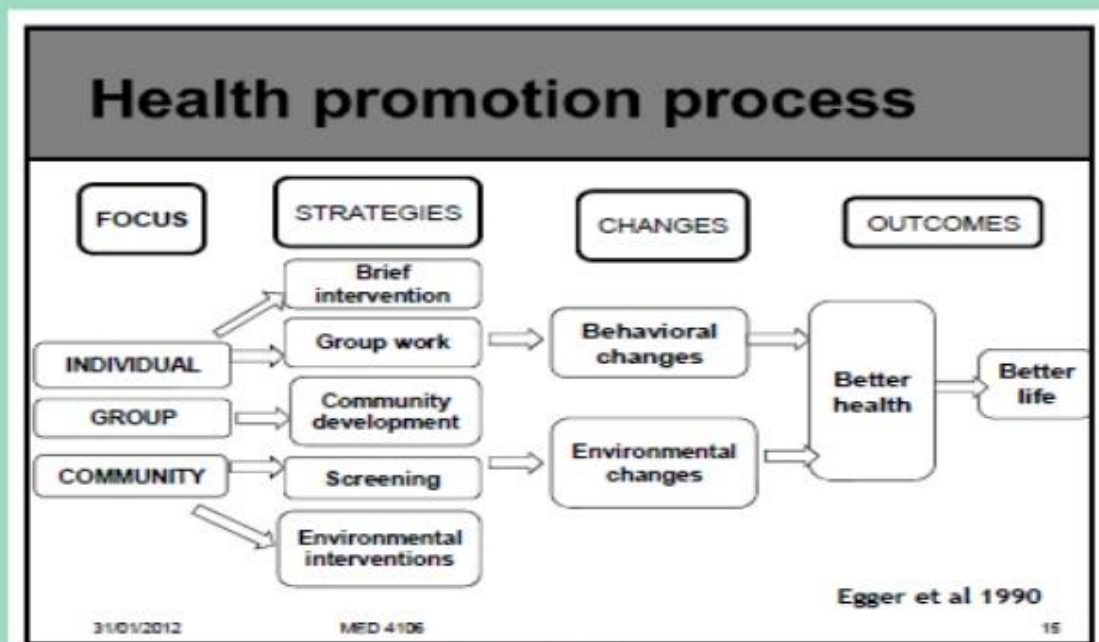 Health promotion process
FOCUS
STRATEGIES
CHANGES
OUTCOMES
Brief
intervention
Group work
Community
development
Screening
Environmental
interventions
INDIVIDUAL
GROUP
COMMUNITY
Behavioral
changes
Environmental
changes
Better
health
Better
life
Egger et al 1990
31/01/2012
MED 4106
15